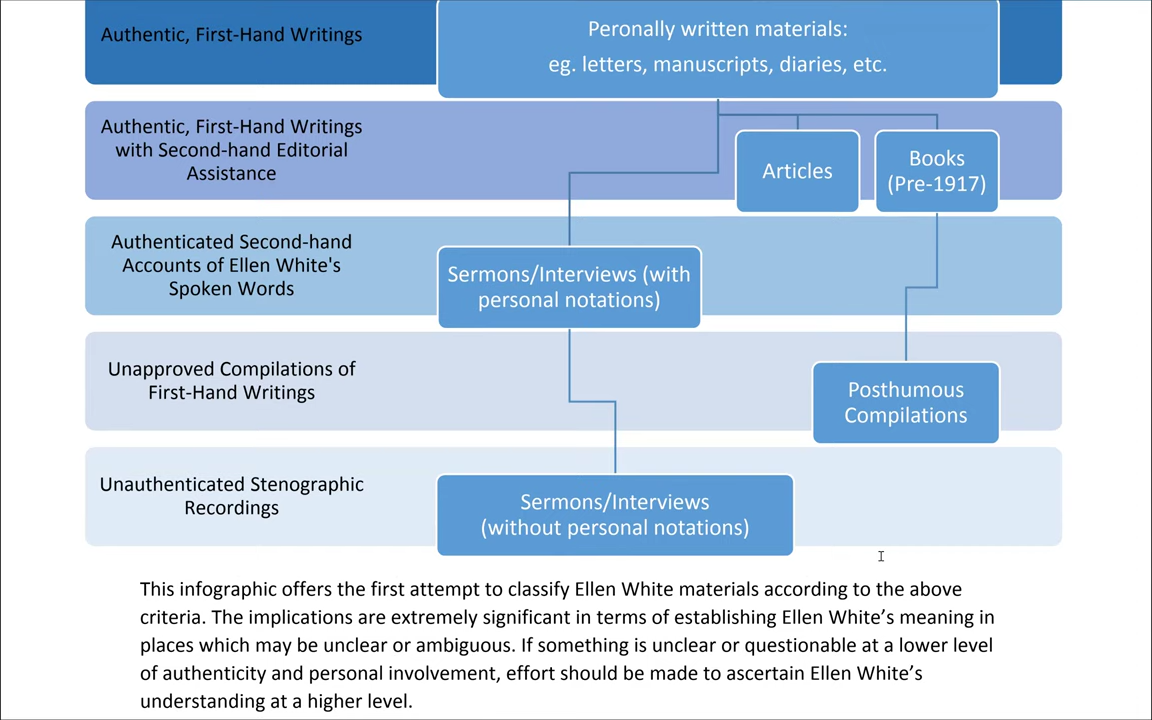 Authentic, First-Hand Writings
Peronally written materials:
eg. letters, manuscripts, diaries, etc.
Authentic, First-Hand Writings
with Second-hand Editorial
Assistance
Articles
Books
(Pre-1917)
Authenticated Second-hand
Accounts of Ellen White's
Spoken Words
Sermons/Interviews (with
personal notations)
Unapproved Compilations of
First-Hand Writings
Posthumous
Compilations
Unauthenticated Stenographic
Recordings
Sermons/Interviews
(without personal notations)
This infographic offers the first attempt to classify Ellen White materials according to the above
criteria. The implications are extremely significant in terms of establishing Ellen White’s meaning in
places which may be unclear or ambiguous. If something is unclear or questionable at a lower level
of authenticity and personal involvement, effort should be made to ascertain Ellen White’s
understanding at a higher level.